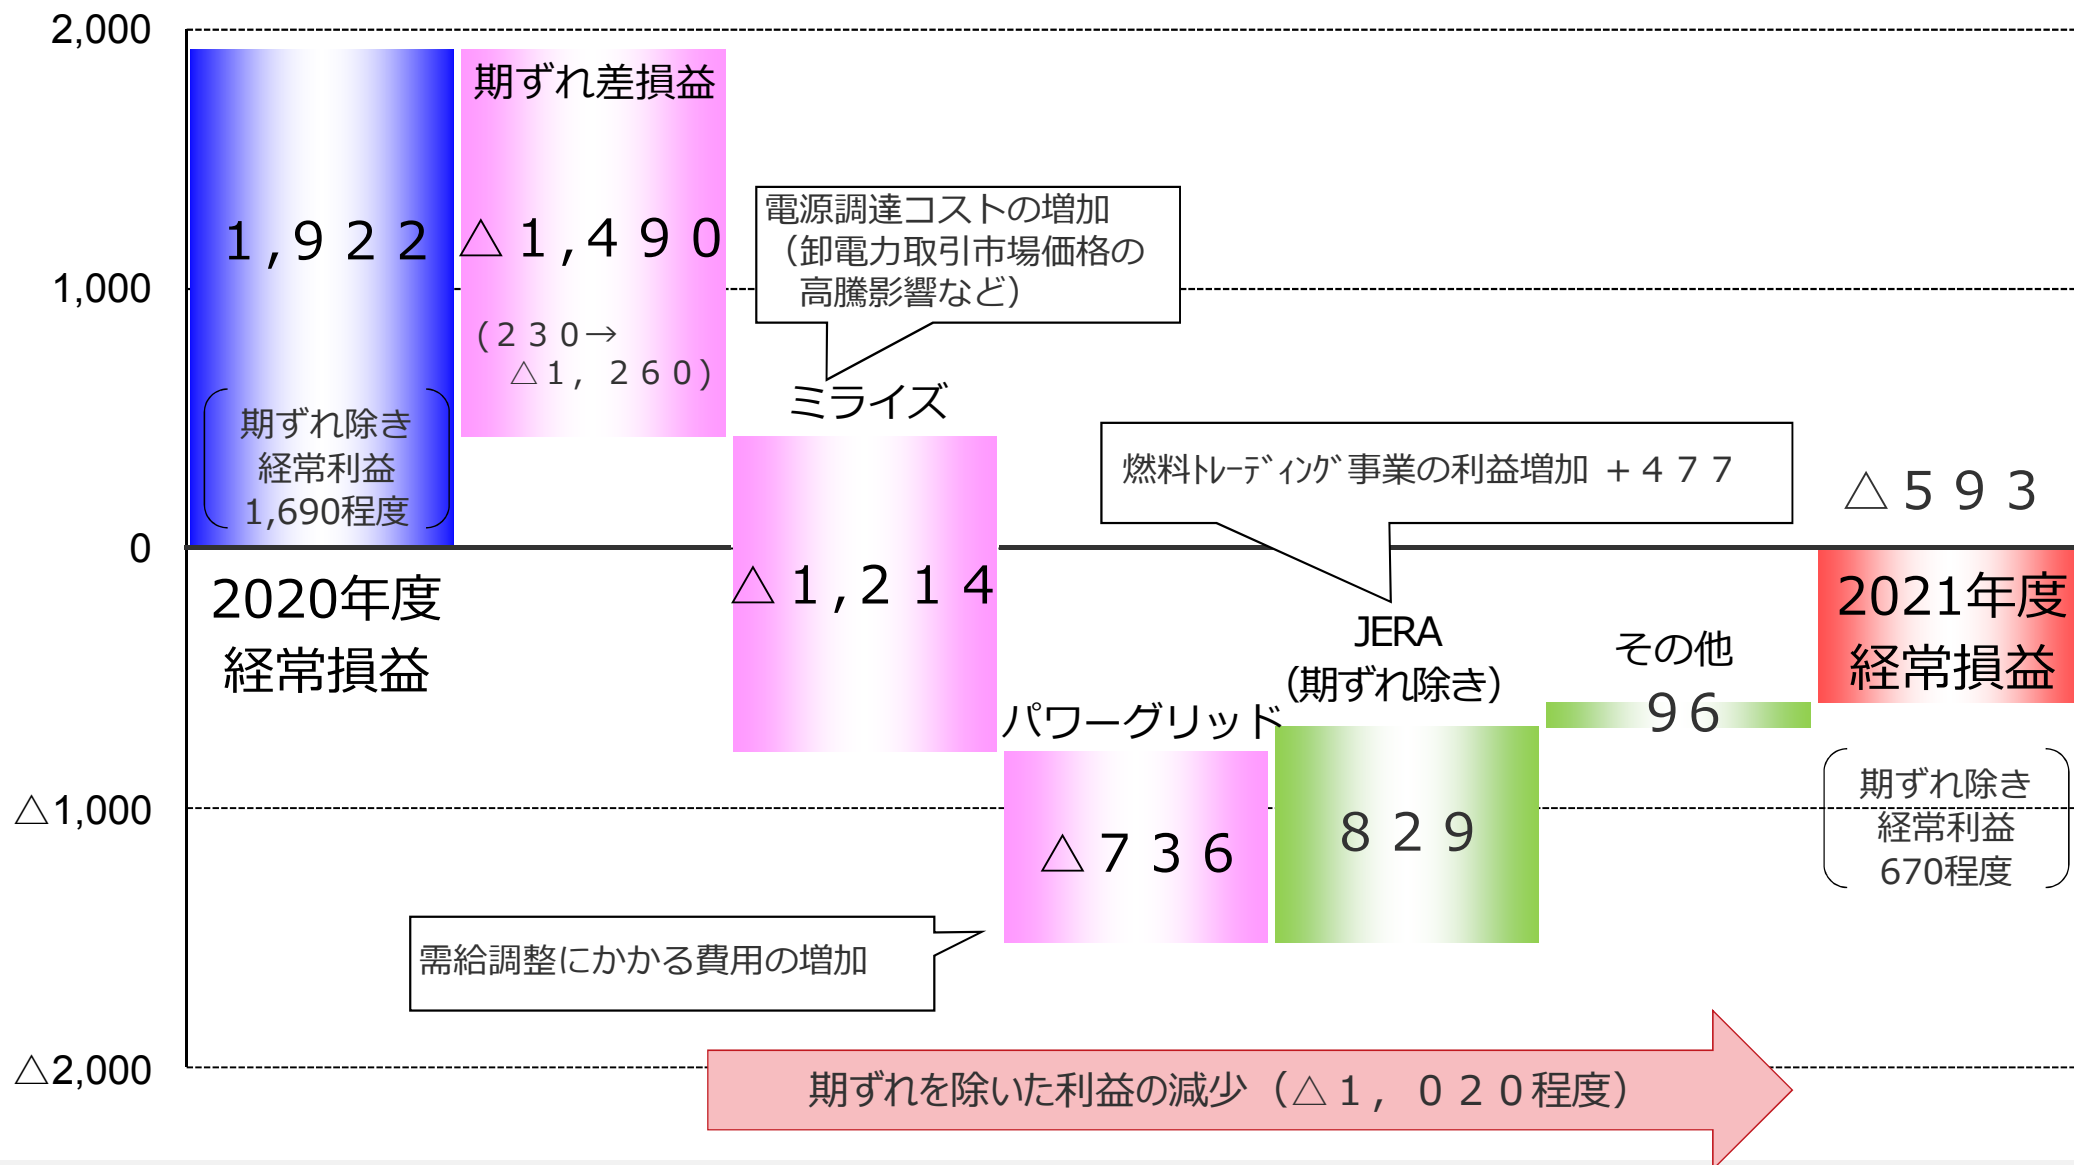 2,000
1,000
0
△1,000
△2,000
1,９２２
期ずれ除き
経常利益
1,690程度
2020年度
経常損益
期ずれ差損益
△1,４９０
(２３０→
△１，２６０)
電源調達コストの増加
（卸電力取引市場価格の
高騰影響など）
ミライズ
△1,２１４
パワーグリッド
△７３６
需給調整にかかる費用の増加
燃料ﾄﾚｰﾃﾞｨﾝｸﾞ事業の利益増加 ＋４７７
JERA
（期ずれ除き）
８２９
その他
９６
△５９３
2021年度
経常損益
期ずれ除き
経常利益
670程度
期ずれを除いた利益の減少（△１，０２０程度）